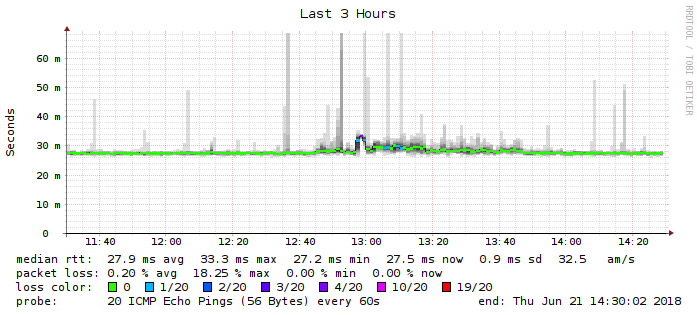 Last 3 Hours
RRDTOOL / TOBI OETIKER
Seconds
60 m
50 m
40 m
30 m
20 m
10 m
0
11:40 12:00 12:20 12:40 13:00 13:20 13:40 14:00 14:20
median rtt: 27.9 ms avg 33.3 ms max 27.2 ms min 27.5 ms now 0.9 ms sd 32.5 am/s
packet loss: 0.20 % avg 18.25 % max 0.00 % min 0.00 % now
loss color: 0 1/20 2/20 3/20 4/20 10/20 19/20
probe: 20 ICMP Echo Pings (56 Bytes) every 60s end: Thu Jun 21 14:30:02 2018